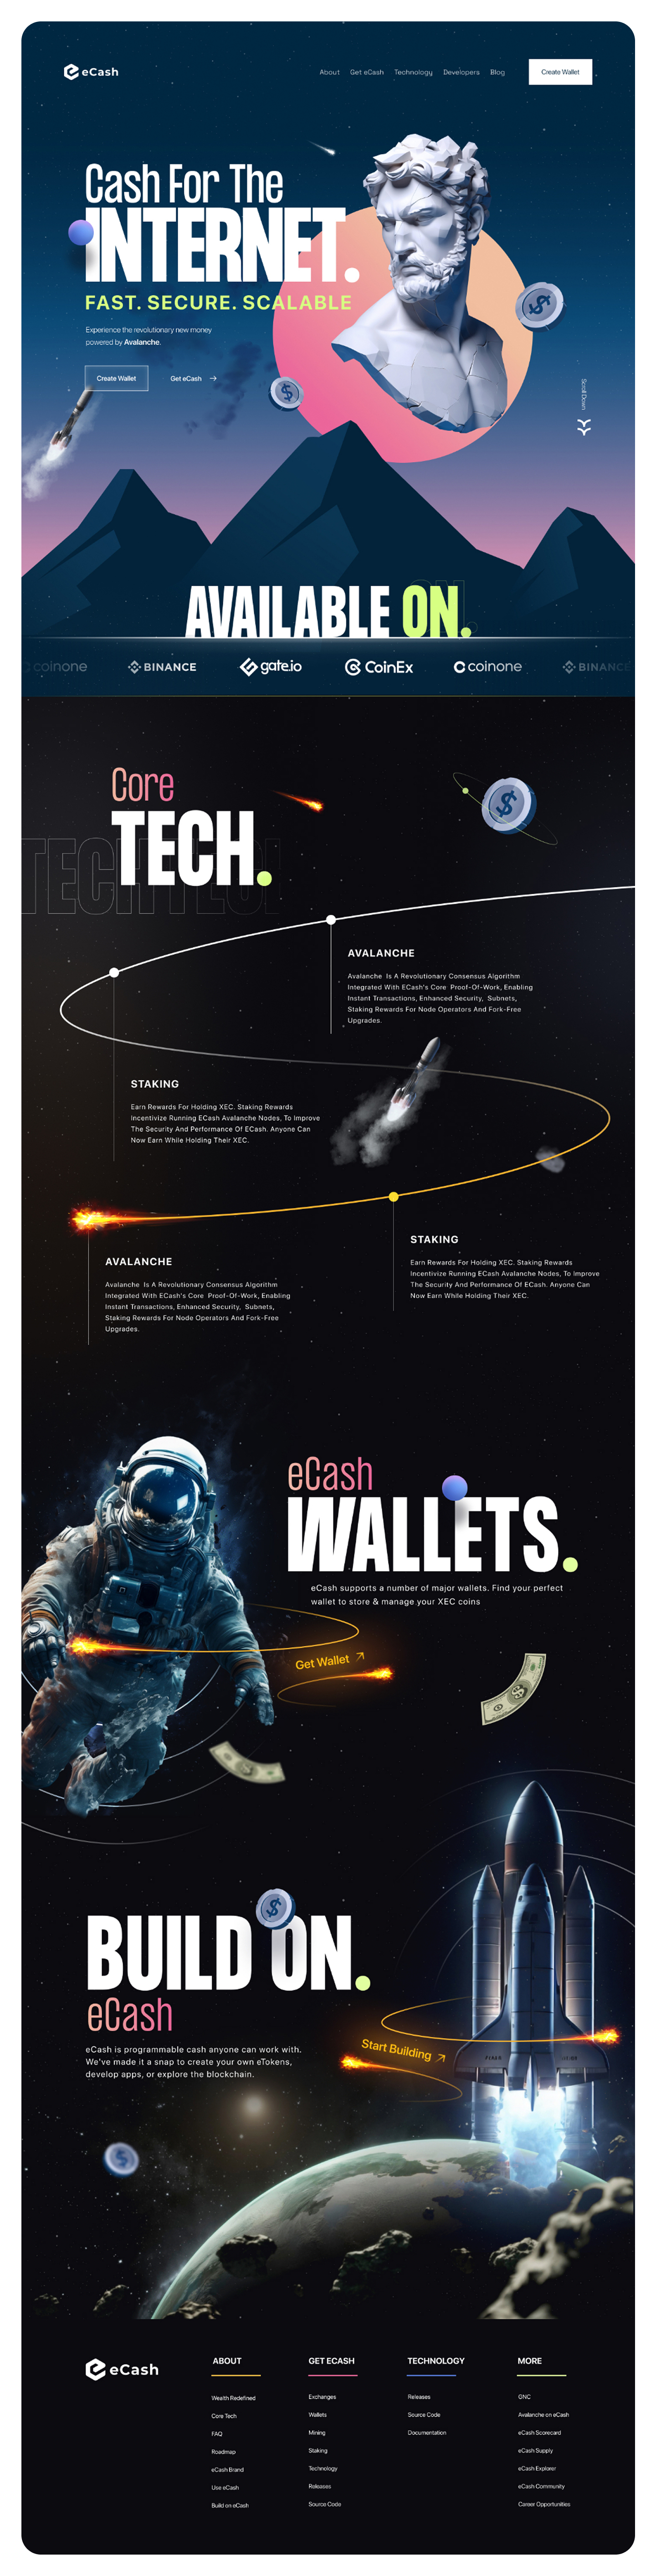 eCash
About Get eCash Technology Developers Blog
Create Wallet
Cash For The
INTERNET.
FAST. SECURE. SCALABLE
Experience the revolutionary new money
powered by Avalanche.
Create Wallet
Get eCash
Scroll Down
AVAILABLE ON.
coinone BINANCE gate.io CoinEx coinone BINANCE
Core
TECH.
TECH TECH
AVALANCHE
Avalanche Is A Revolutionary Consensus Algorithm
Integrated With ECash's Core Proof-Of-Work, Enabling
Instant Transactions, Enhanced Security, Subnets,
Staking Rewards For Node Operators And Fork-Free
Upgrades.
STAKING
Earn Rewards For Holding XEC. Staking Rewards
Incentivize Running ECash Avalanche Nodes, To Improve
The Security And Performance Of ECash. Anyone Can
Now Earn While Holding Their XEC.
STAKING
Earn Rewards For Holding XEC. Staking Rewards
Incentivize Running ECash Avalanche Nodes, To Improve
The Security And Performance Of ECash. Anyone Can
Now Earn While Holding Their XEC.
AVALANCHE
Avalanche Is A Revolutionary Consensus Algorithm
Integrated With ECash's Core Proof-Of-Work, Enabling
Instant Transactions, Enhanced Security, Subnets,
Staking Rewards For Node Operators And Fork-Free
Upgrades.
eCash
WALLETS.
eCash supports a number of major wallets. Find your perfect
wallet to store & manage your XEC coins
Get Wallet
BUILD ON.
eCash
eCash is programmable cash anyone can work with.
We've made it a snap to create your own eTokens,
develop apps, or explore the blockchain.
Start Building
eCash
ABOUT
Wealth Redefined
Core Tech
FAQ
Roadmap
eCash Brand
Use eCash
Build on eCash
GET ECASH
Exchanges
Wallets
Mining
Staking
Technology
Releases
Source Code
TECHNOLOGY
Releases
Source Code
Documentation
MORE
GNC
Avalanche on eCash
eCash Scorecard
eCash Supply
eCash Explorer
eCash Community
Career Opportunities